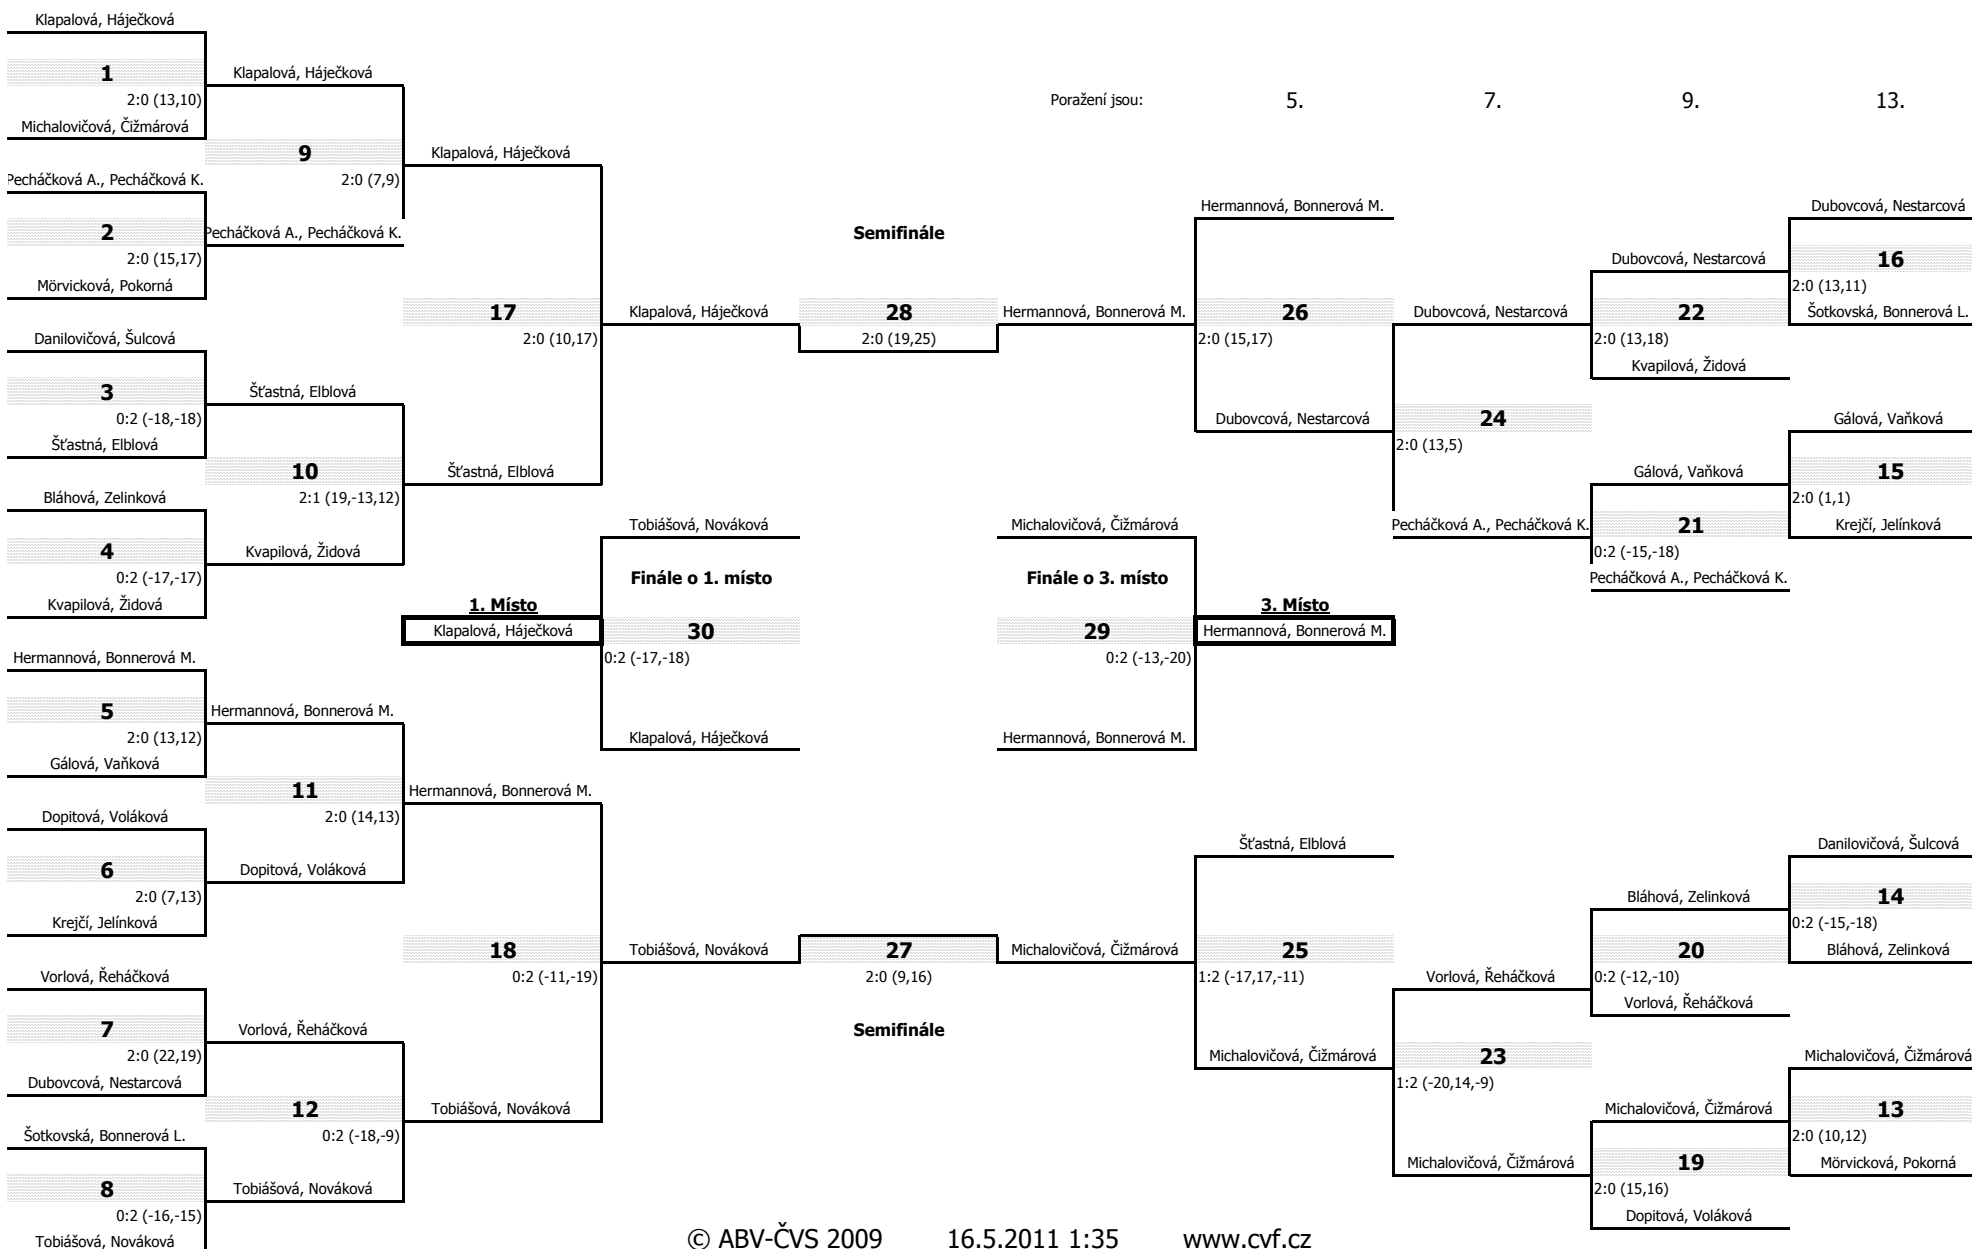 Klapalová, Háječková
1
Klapalová, Háječková
2:0 (13,10)
Poražení jsou:
5.
7.
9.
13.
Michalovičová, Čižmárová
9
Klapalová, Háječková
Pecháčková A., Pecháčková K.
2:0 (7,9)
Hermannová, Bonnerová M.
Dubovcová, Nestarcová
2
Pecháčková A., Pecháčková K.
Semifinále
2:0 (15,17)
Dubovcová, Nestarcová
16
Mörvicková, Pokorná
2:0 (13,11)
17
Klapalová, Háječková
28
Hermannová, Bonnerová M.
26
Dubovcová, Nestarcová
22
Šotkovská, Bonnerová L.
Danilovičová, Šulcová
2:0 (10,17)
2:0 (19,25)
2:0 (15,17)
2:0 (13,18)
Kvapilová, Židová
3
Šťastná, Elblová
0:2 (-18,-18)
Dubovcová, Nestarcová
24
Gálová, Vaňková
Šťastná, Elblová
2:0 (13,5)
10
Šťastná, Elblová
Gálová, Vaňková
15
Bláhová, Zelinková
2:1 (19,-13,12)
2:0 (1,1)
Tobiášová, Nováková
Michalovičová, Čižmárová
Pecháčková A., Pecháčková K.
21
Krejčí, Jelínková
4
Kvapilová, Židová
0:2 (-15,-18)
0:2 (-17,-17)
Finále o 1. místo
Finále o 3. místo
Pecháčková A., Pecháčková K.
Kvapilová, Židová
1. Místo
3. Místo
Klapalová, Háječková
30
29
Hermannová, Bonnerová M.
Hermannová, Bonnerová M.
0:2 (-17,-18)
0:2 (-13,-20)
5
Hermannová, Bonnerová M.
2:0 (13,12)
Klapalová, Háječková
Hermannová, Bonnerová M.
Gálová, Vaňková
11
Hermannová, Bonnerová M.
Dopitová, Voláková
2:0 (14,13)
Šťastná, Elblová
Danilovičová, Šulcová
6
Dopitová, Voláková
2:0 (7,13)
Bláhová, Zelinková
14
Krejčí, Jelínková
0:2 (-15,-18)
18
Tobiášová, Nováková
27
Michalovičová, Čižmárová
25
20
Bláhová, Zelinková
Vorlová, Řeháčková
0:2 (-11,-19)
2:0 (9,16)
1:2 (-17,17,-11)
Vorlová, Řeháčková
0:2 (-12,-10)
Vorlová, Řeháčková
7
Vorlová, Řeháčková
Semifinále
2:0 (22,19)
Michalovičová, Čižmárová
23
Michalovičová, Čižmárová
Dubovcová, Nestarcová
1:2 (-20,14,-9)
12
Tobiášová, Nováková
Michalovičová, Čižmárová
13
Šotkovská, Bonnerová L.
0:2 (-18,-9)
2:0 (10,12)
Michalovičová, Čižmárová
19
Mörvicková, Pokorná
8
Tobiášová, Nováková
2:0 (15,16)
0:2 (-16,-15)
Dopitová, Voláková
Tobiášová, Nováková
© ABV-ČVS 2009 16.5.2011 1:35 www.cvf.cz